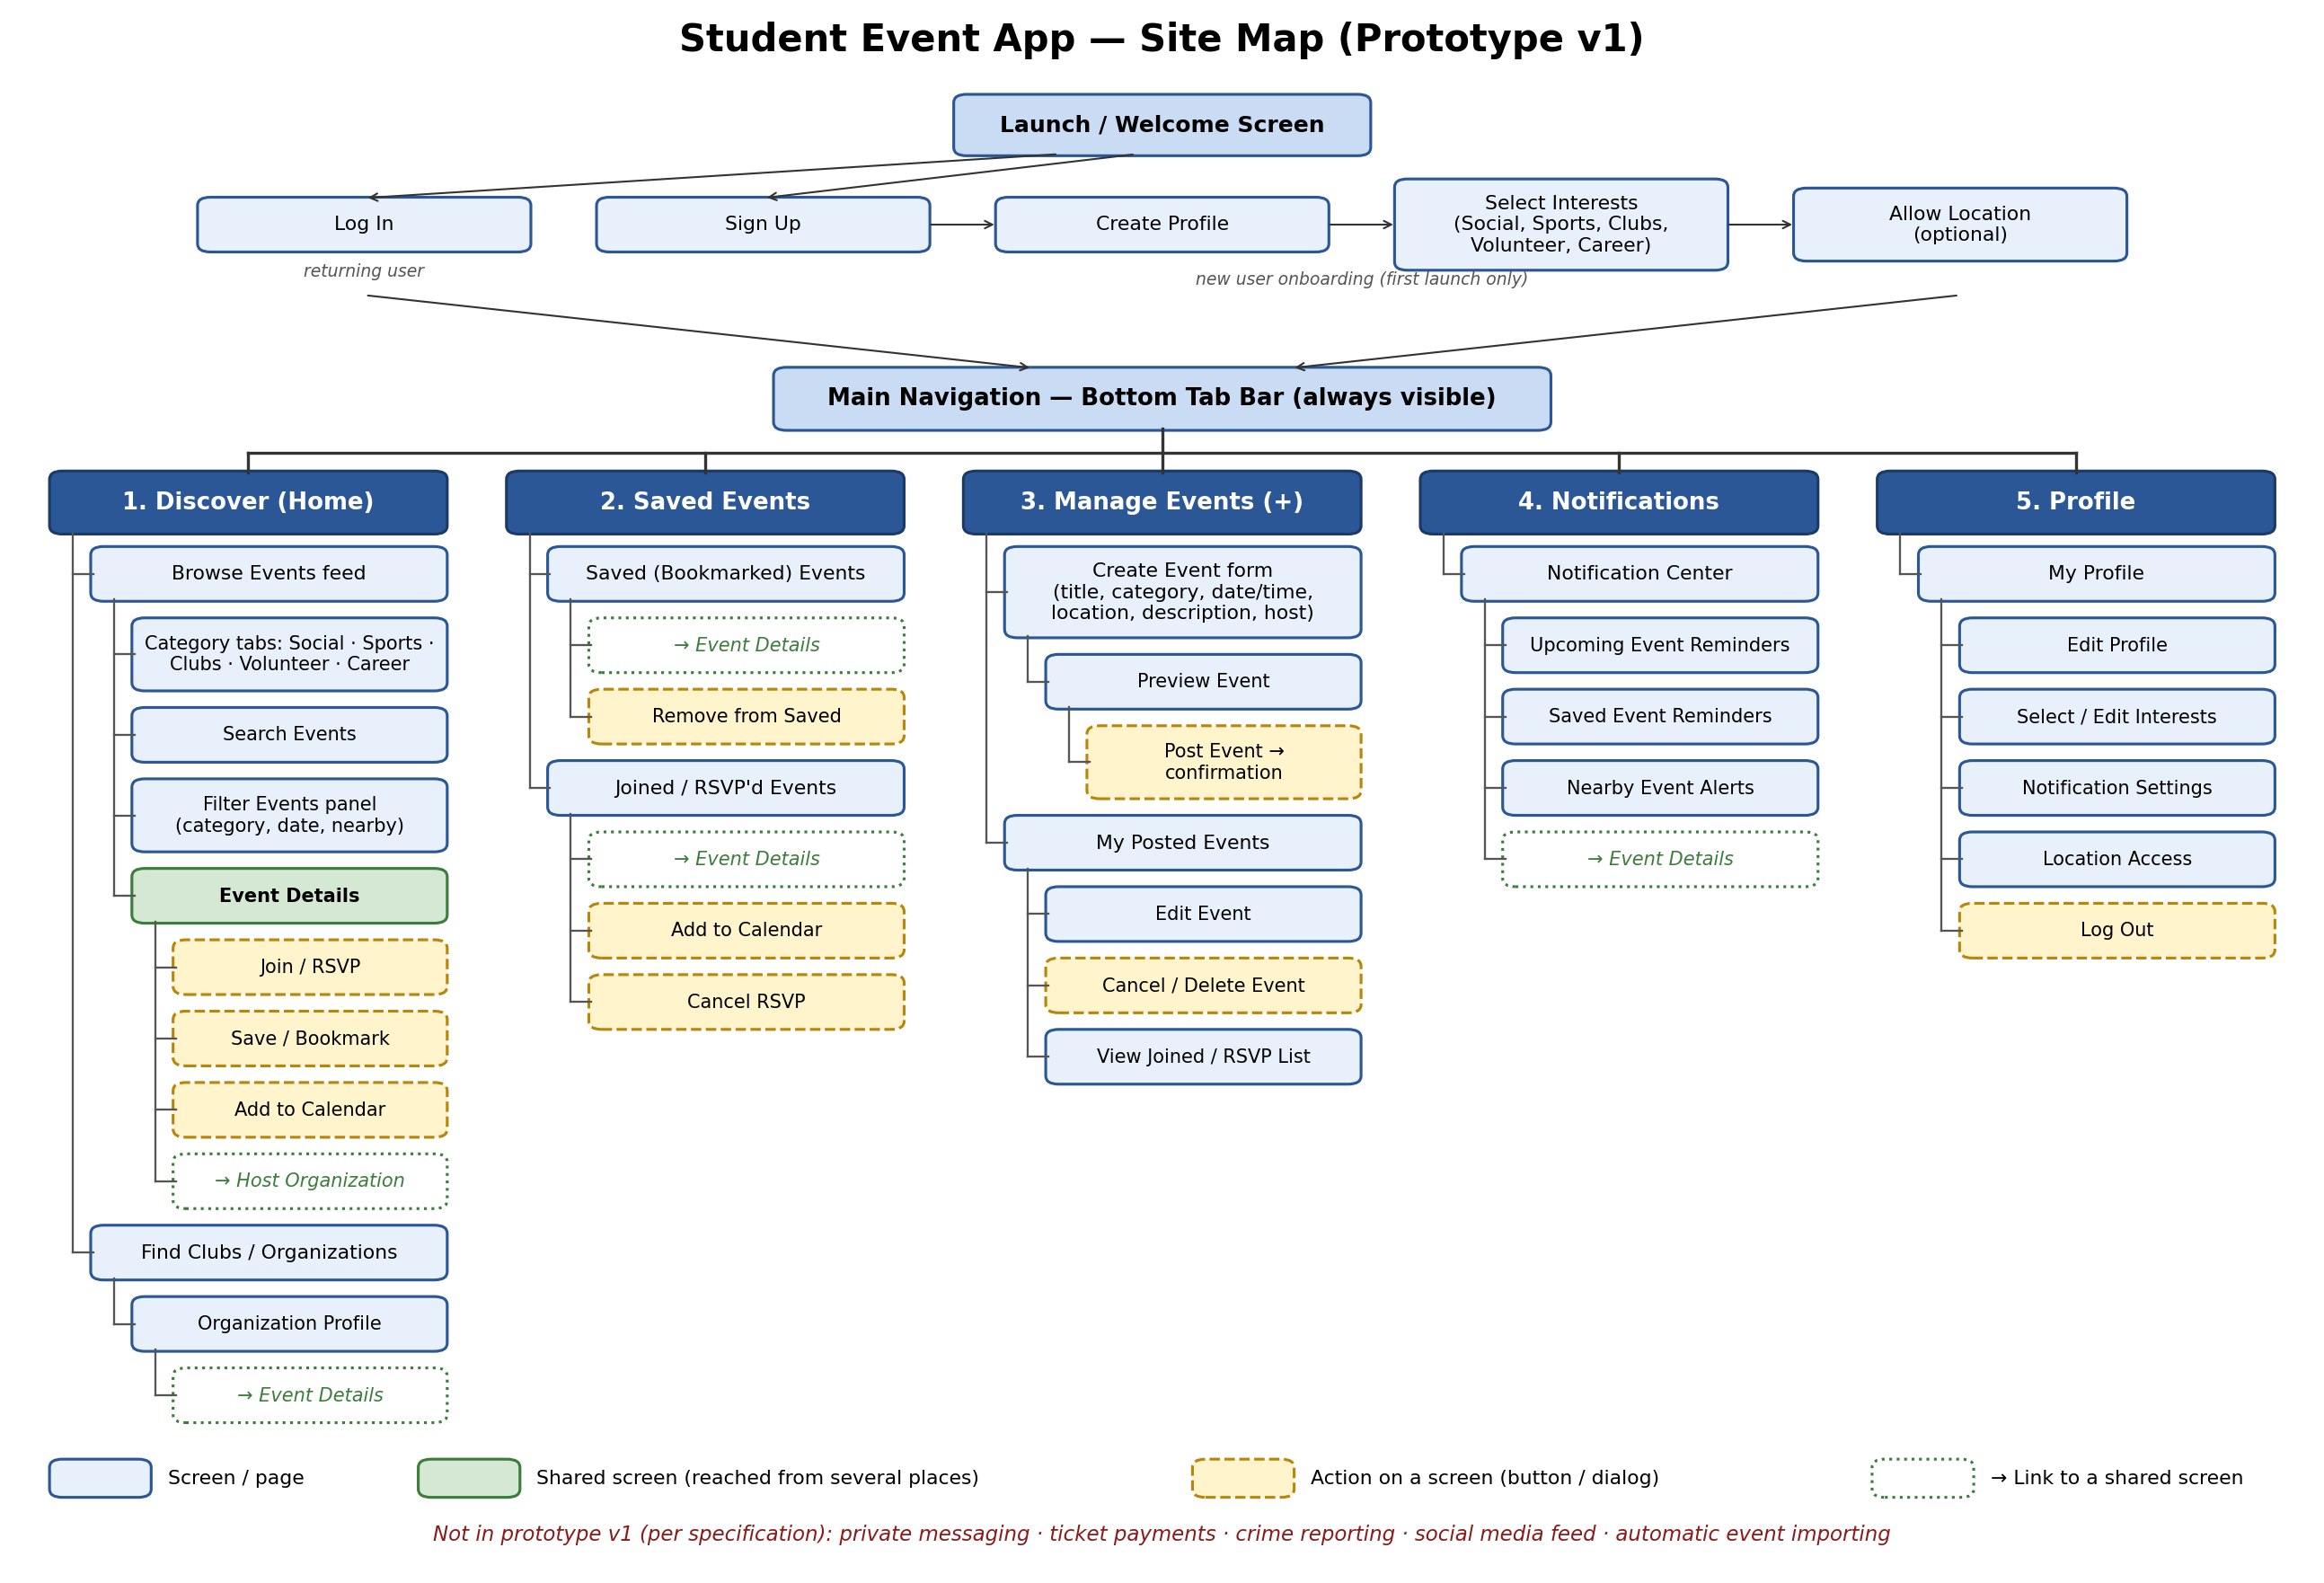 Student Event App — Site Map (Prototype v1)
Launch / Welcome Screen
Log In
Sign Up
Create Profile
Select Interests
(Social, Sports, Clubs,
Volunteer, Career)
Allow Location
(optional)
returning user
new user onboarding (first launch only)
Main Navigation — Bottom Tab Bar (always visible)
1. Discover (Home)
Browse Events feed
Category tabs: Social · Sports ·
Clubs · Volunteer · Career
Search Events
Filter Events panel
(category, date, nearby)
Event Details
Join / RSVP
Save / Bookmark
Add to Calendar
→ Host Organization
Find Clubs / Organizations
Organization Profile
→ Event Details
2. Saved Events
Saved (Bookmarked) Events
→ Event Details
Remove from Saved
Joined / RSVP'd Events
→ Event Details
Add to Calendar
Cancel RSVP
3. Manage Events (+)
Create Event form
(title, category, date/time,
location, description, host)
Preview Event
Post Event →
confirmation
My Posted Events
Edit Event
Cancel / Delete Event
View Joined / RSVP List
4. Notifications
Notification Center
Upcoming Event Reminders
Saved Event Reminders
Nearby Event Alerts
→ Event Details
5. Profile
My Profile
Edit Profile
Select / Edit Interests
Notification Settings
Location Access
Log Out
Screen / page
Shared screen (reached from several places)
Action on a screen (button / dialog)
→ Link to a shared screen
Not in prototype v1 (per specification): private messaging · ticket payments · crime reporting · social media feed · automatic event importing